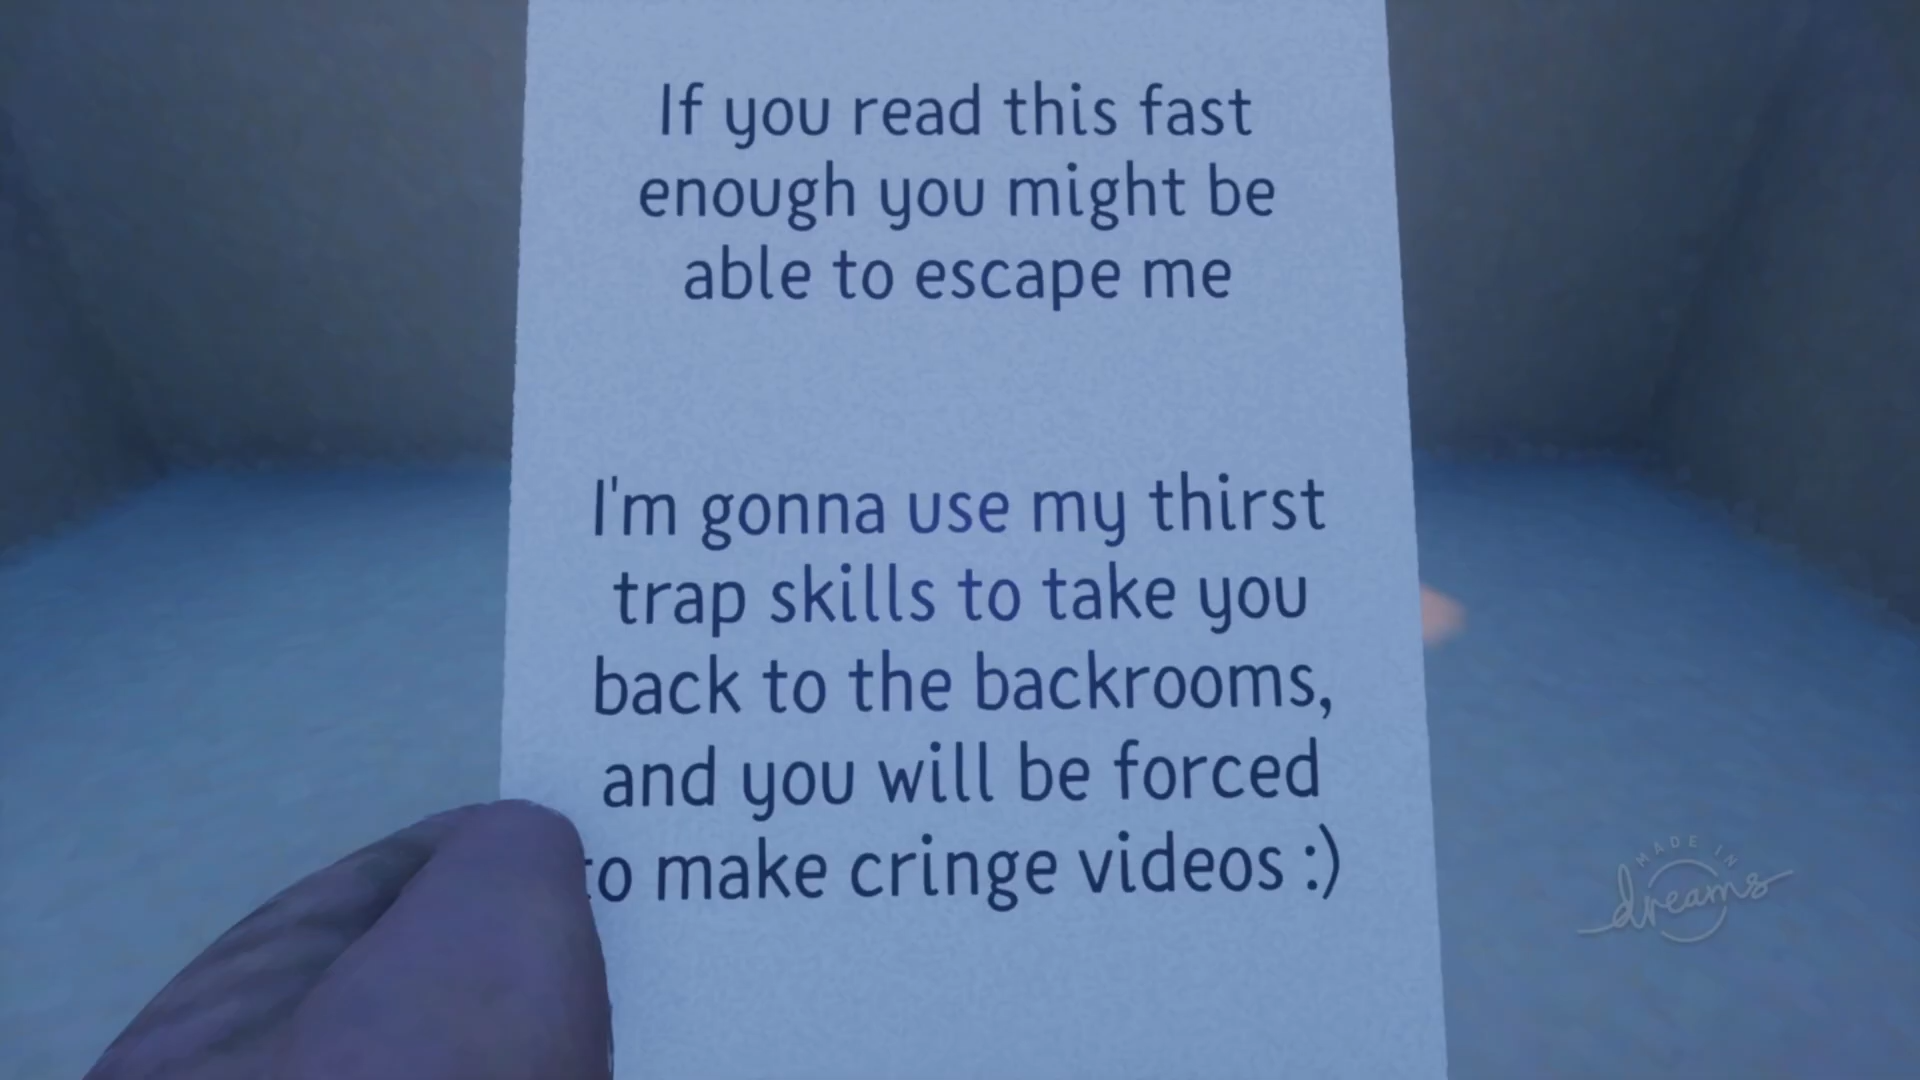 If you read this fast
enough you might be
able to escape me
I'm gonna use my thirst
trap skills to take you
back to the backrooms,
and you will be forced
to make cringe videos :)
MADE IN
dreams